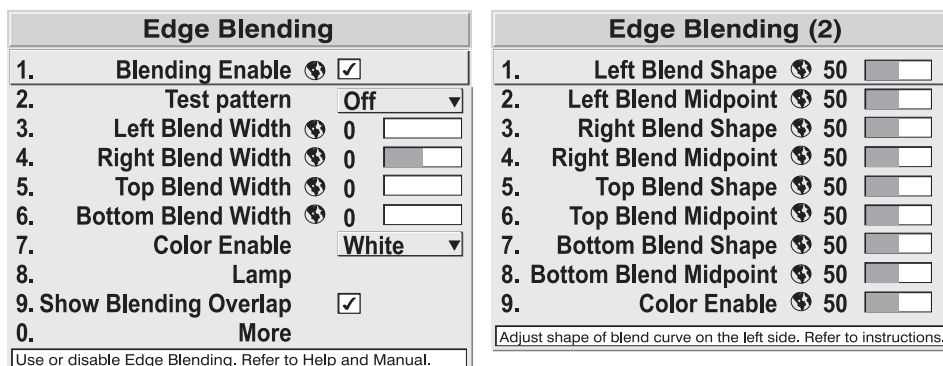 Edge Blending
1. Blending Enable ✓
2. Test pattern Off
3. Left Blend Width 0
4. Right Blend Width 0
5. Top Blend Width 0
6. Bottom Blend Width 0
7. Color Enable White
8. Lamp
9. Show Blending Overlap ✓
0. More
Use or disable Edge Blending. Refer to Help and Manual.
Edge Blending (2)
1. Left Blend Shape 50
2. Left Blend Midpoint 50
3. Right Blend Shape 50
4. Right Blend Midpoint 50
5. Top Blend Shape 50
6. Top Blend Midpoint 50
7. Bottom Blend Shape 50
8. Bottom Blend Midpoint 50
9. Color Enable 50
Adjust shape of blend curve on the left side. Refer to instructions.